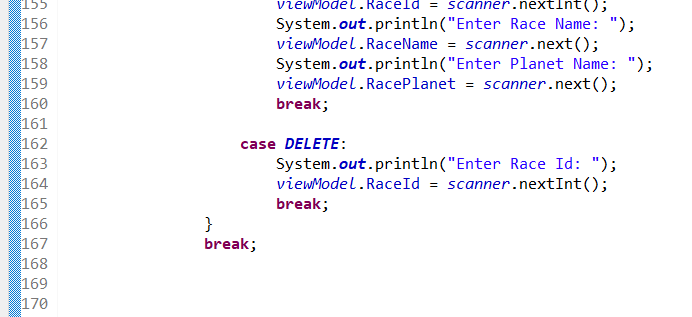 155 viewModel.RaceId = scanner.nextInt();
156 System.out.println("Enter Race Name: ");
157 viewModel.RaceName = scanner.next();
158 System.out.println("Enter Planet Name: ");
159 viewModel.RacePlanet = scanner.next();
160 break;
161
162 case DELETE:
163 System.out.println("Enter Race Id: ");
164 viewModel.RaceId = scanner.nextInt();
165 break;
166 }
167 break;
168
169
170